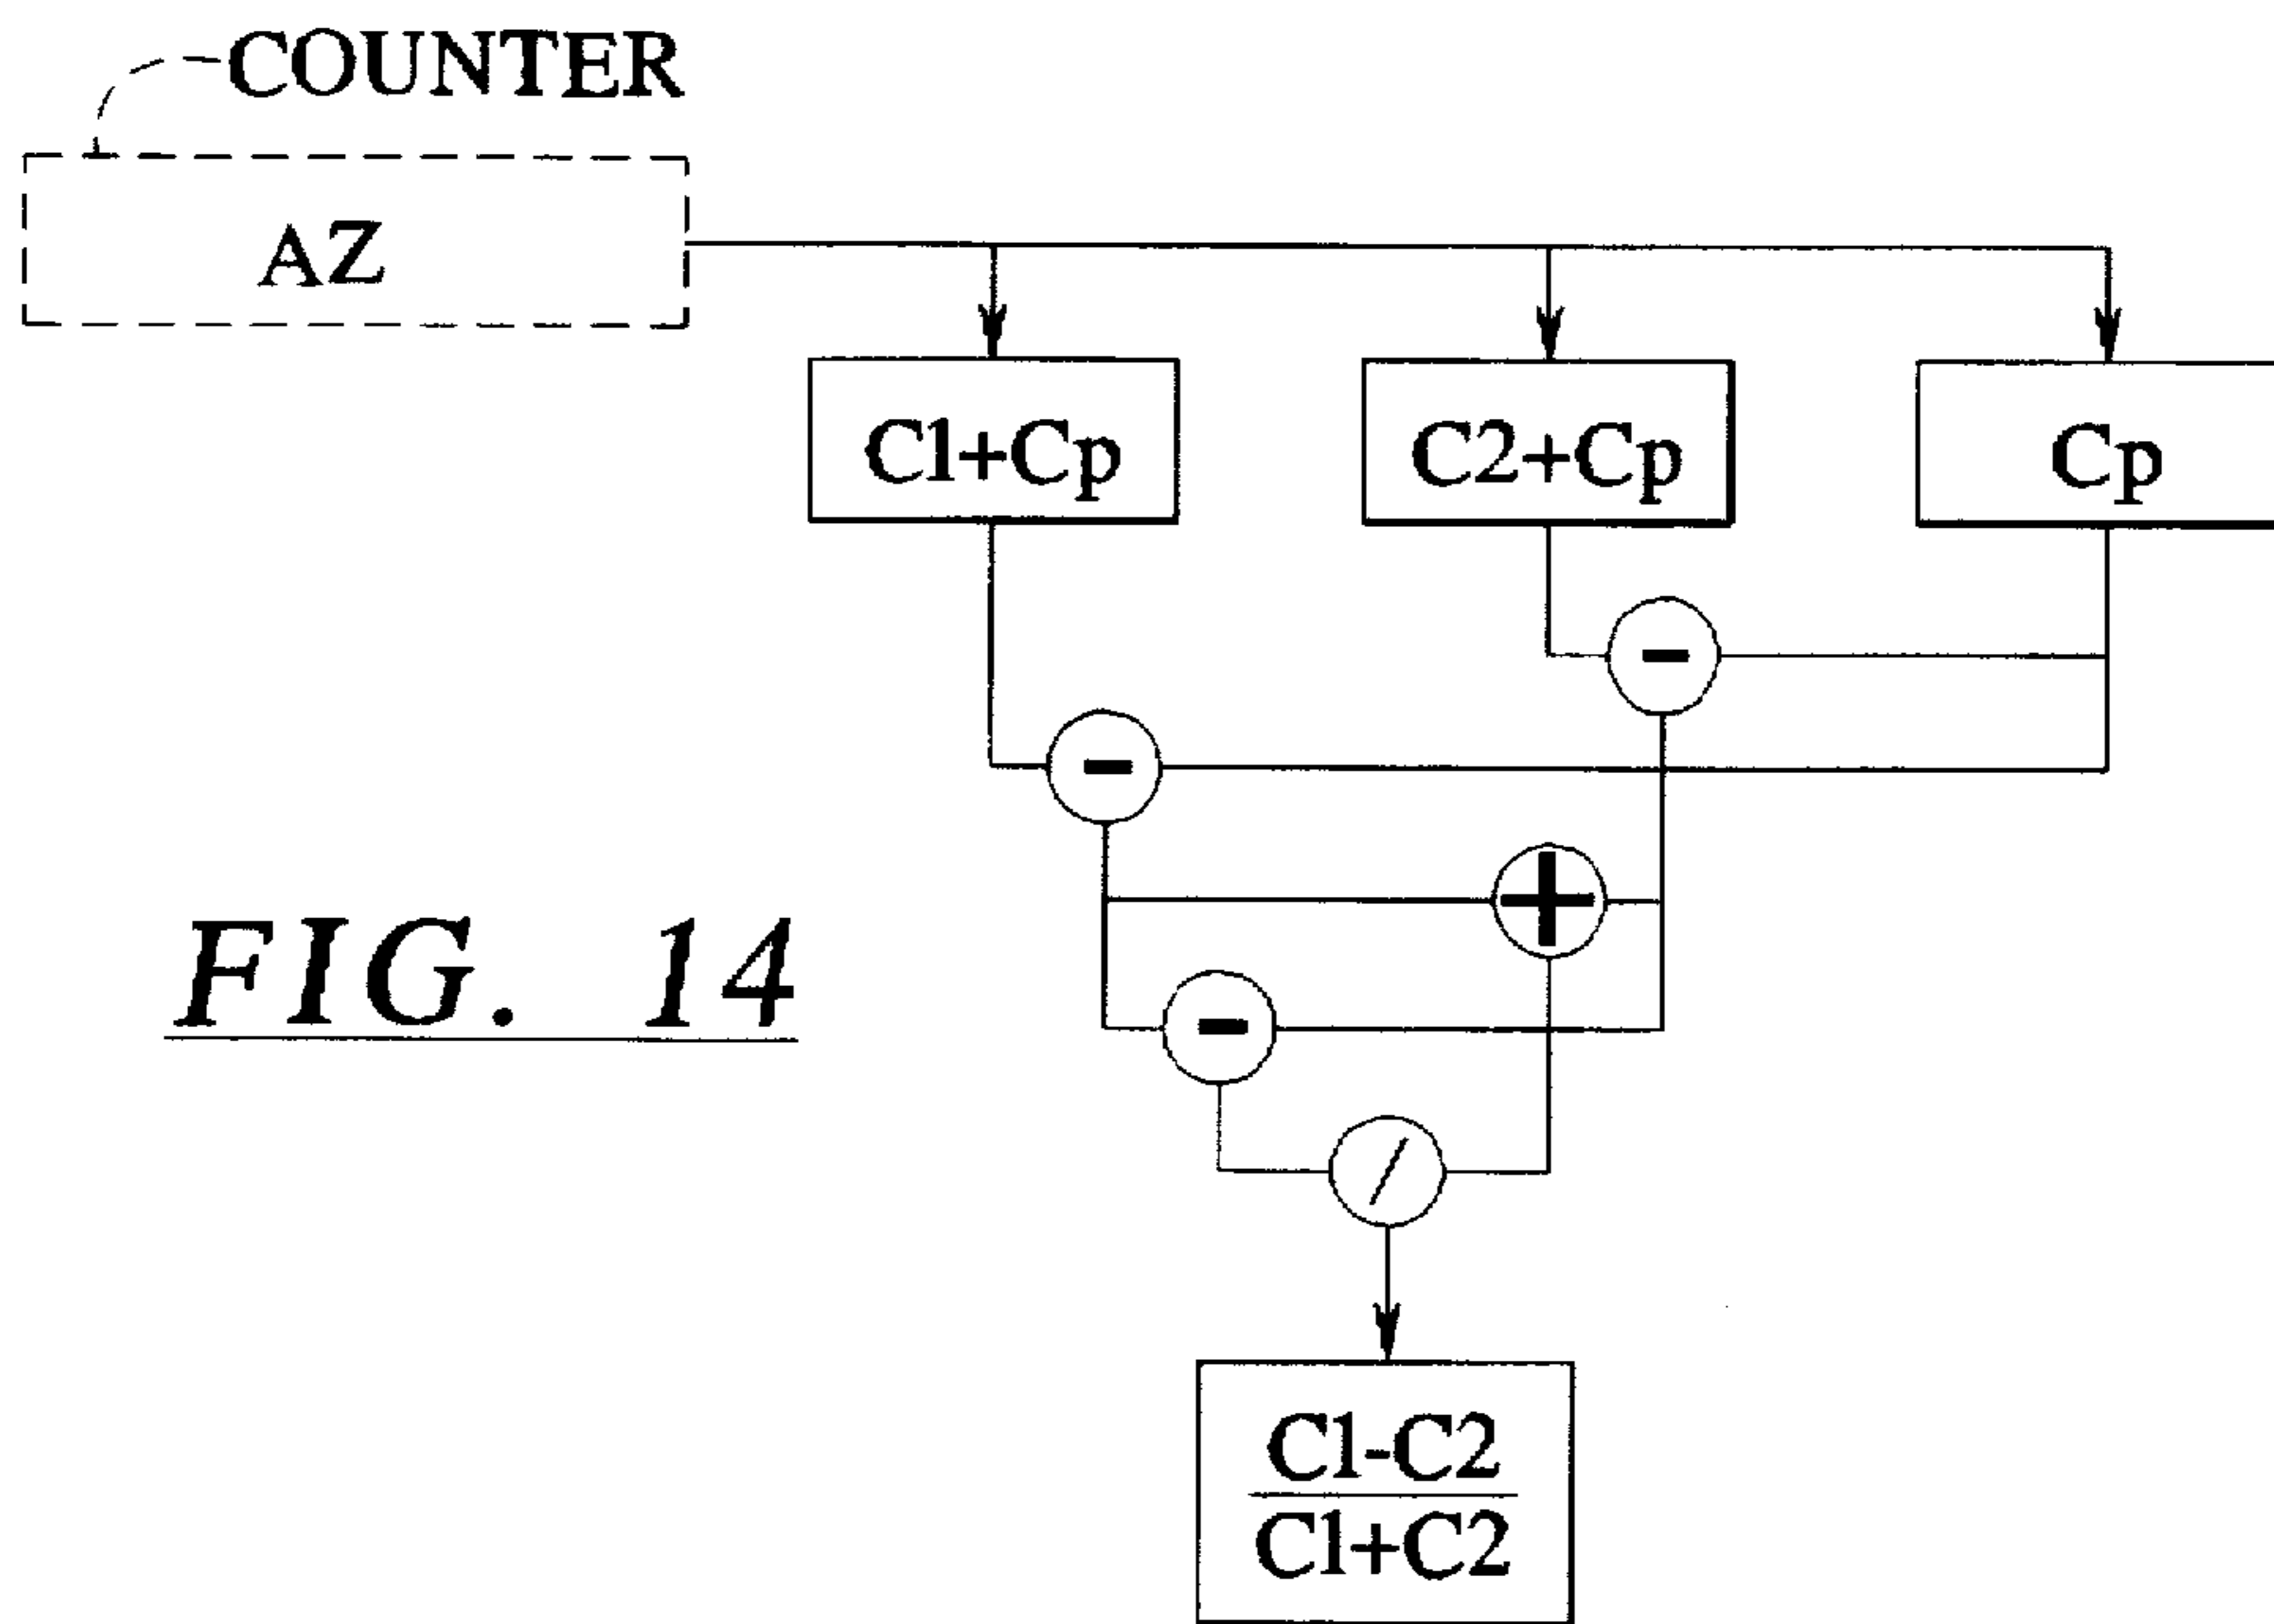 COUNTER
AZ
C1+Cp
C2+Cp
Cp
-
-
+
-
/
FIG. 14
C1-C2
C1+C2